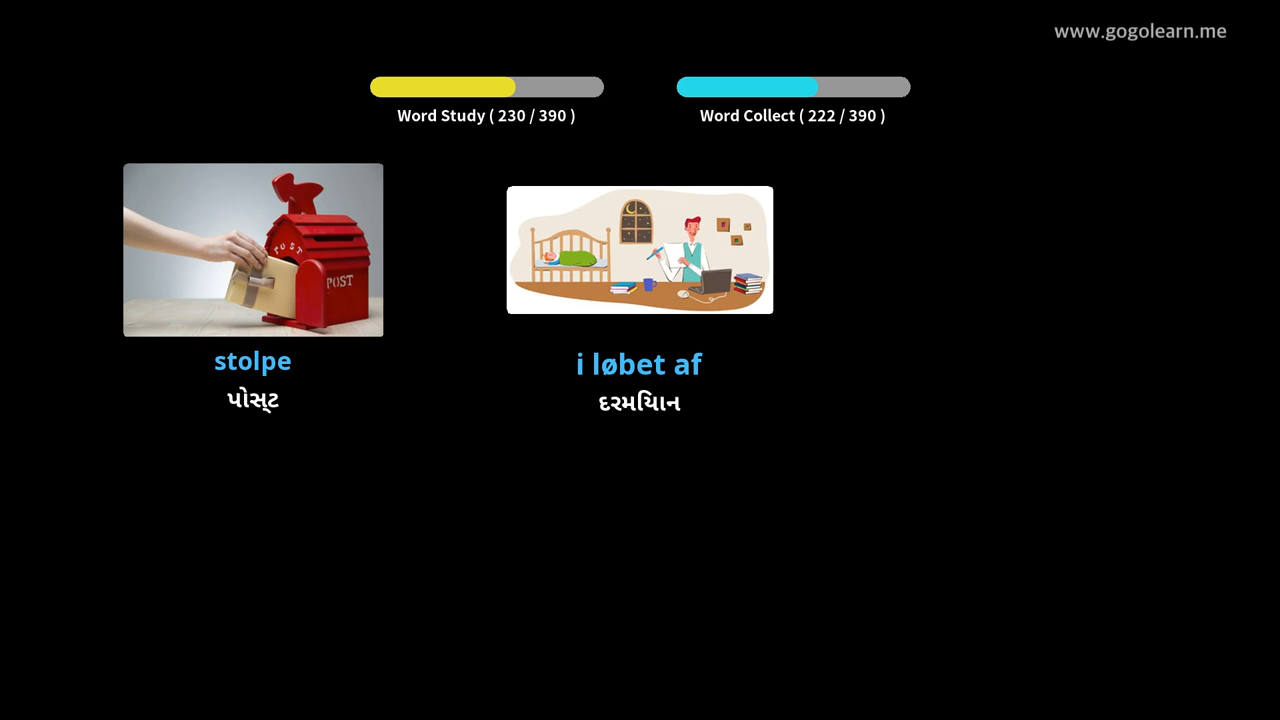 www.gogolearn.me
Word Study ( 230 / 390 )
Word Collect ( 222 / 390 )
POST
POST
stolpe
પોસ્ટ
i løbet af
દરમિયાન